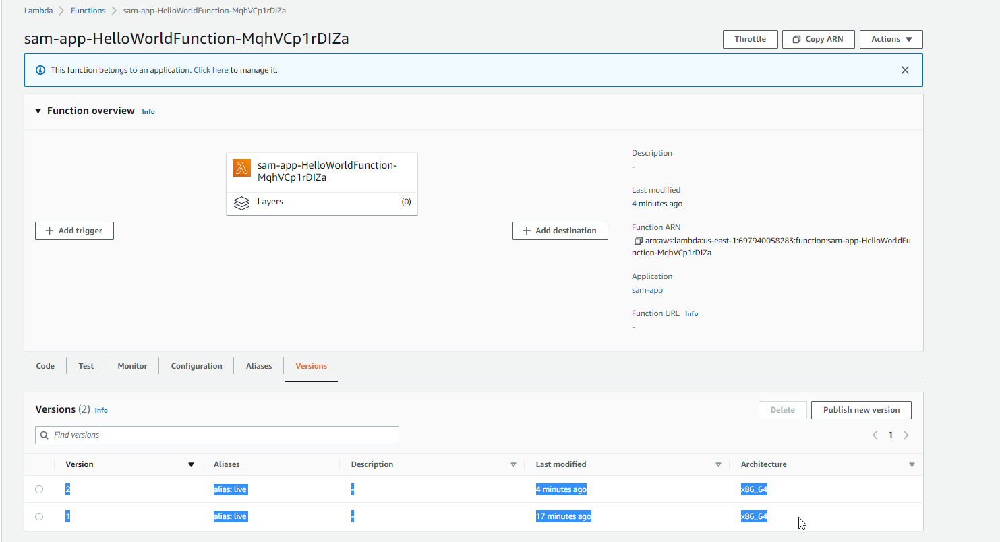 Lambda > Functions > sam-app-HelloWorldFunction-MqhVCp1rDIZa
sam-app-HelloWorldFunction-MqhVCp1rDIZa
Throttle
Copy ARN
Actions
This function belongs to an application. Click here to manage it.
Function overview Info
sam-app-HelloWorldFunction-
MqhVCp1rDIZa
Layers (0)
+ Add trigger
+ Add destination
Description
-
Last modified
4 minutes ago
Function ARN
arn:aws:lambda:us-east-1:697940058283:function:sam-app-HelloWorldFu
nction-MqhVCp1rDIZa
Application
sam-app
Function URL Info
-
Code Test Monitor Configuration Aliases Versions
Versions (2) Info
Delete
Publish new version
Find versions
< 1 >
Version Aliases Description Last modified Architecture
2 alias: live - 4 minutes ago x86_64
1 alias: live - 17 minutes ago x86_64